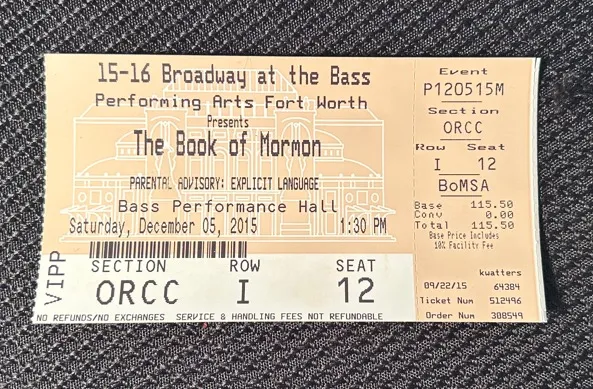 15-16 Broadway at the Bass
Performing Arts Fort Worth
Presents
The Book of Mormon
PARENTAL ADVISORY: EXPLICIT LANGUAGE
Bass Performance Hall
Saturday, December 05, 2015 1:30 PM
VIPP
SECTION ROW SEAT
ORCC I 12
NO REFUNDS/NO EXCHANGES SERVICE & HANDLING FEES NOT REFUNDABLE
Event
P120515M
Section
ORCC
Row Seat
I 12
BoMSA
Base 115.50
Conv 0.00
Total 115.50
Base Price Includes
10% Facility Fee
kwatters
09/22/15 64384
Ticket Num 512496
Order Num 308549